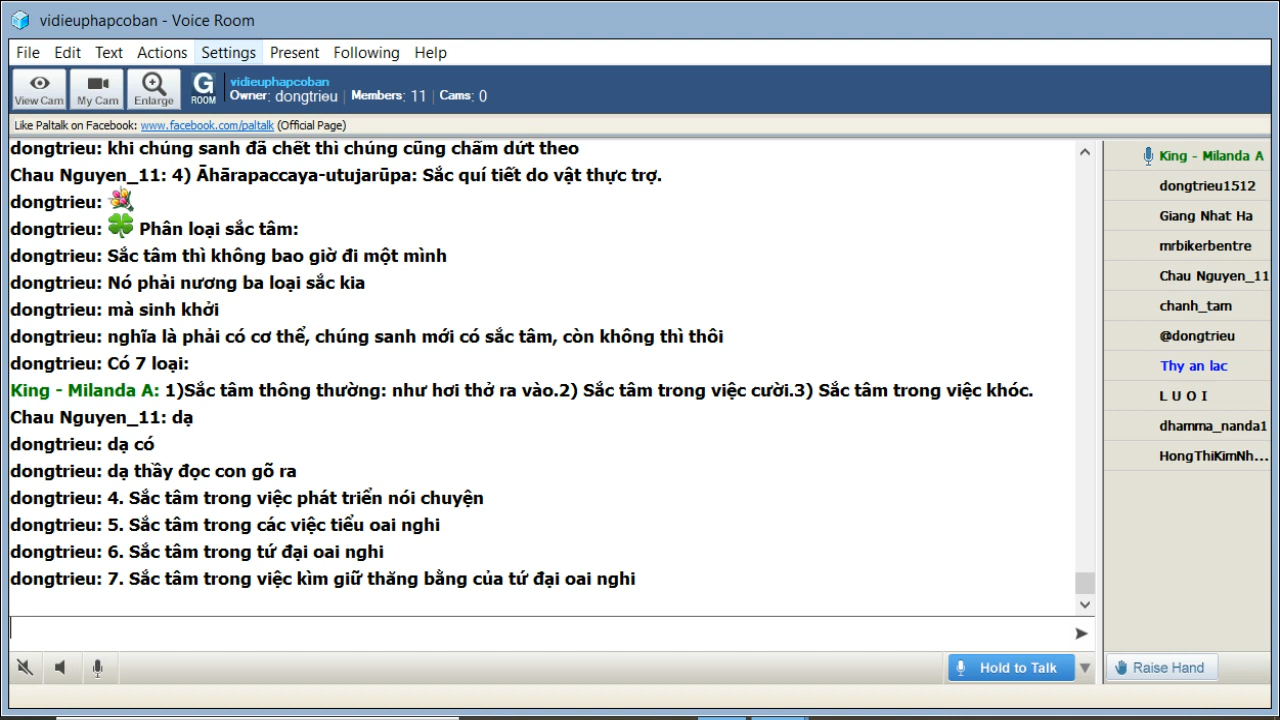 vidieuphapcoban - Voice Room
File Edit Text Actions Settings Present Following Help
View Cam
My Cam
Enlarge
G ROOM
vidieuphapcoban
Owner: dongtrieu | Members: 11 | Cams: 0
Like Paltalk on Facebook: www.facebook.com/paltalk (Official Page)
dongtrieu: khi chúng sanh đã chết thì chúng cũng chấm dứt theo
Chau Nguyen_11: 4) Āhārapaccaya-utujarūpa: Sắc quí tiết do vật thực trợ.
dongtrieu:
dongtrieu: Phân loại sắc tâm:
dongtrieu: Sắc tâm thì không bao giờ đi một mình
dongtrieu: Nó phải nương ba loại sắc kia
dongtrieu: mà sinh khởi
dongtrieu: nghĩa là phải có cơ thể, chúng sanh mới có sắc tâm, còn không thì thôi
dongtrieu: Có 7 loại:
King - Milanda A: 1)Sắc tâm thông thường: như hơi thở ra vào.2) Sắc tâm trong việc cười.3) Sắc tâm trong việc khóc.
Chau Nguyen_11: dạ
dongtrieu: dạ có
dongtrieu: dạ thầy đọc con gõ ra
dongtrieu: 4. Sắc tâm trong việc phát triển nói chuyện
dongtrieu: 5. Sắc tâm trong các việc tiểu oai nghi
dongtrieu: 6. Sắc tâm trong tứ đại oai nghi
dongtrieu: 7. Sắc tâm trong việc kìm giữ thăng bằng của tứ đại oai nghi
King - Milanda A
dongtrieu1512
Giang Nhat Ha
mrbikerbentre
Chau Nguyen_11
chanh_tam
@dongtrieu
Thy an lac
L U O I
dhamma_nanda1
HongThiKimNh...
Hold to Talk
Raise Hand